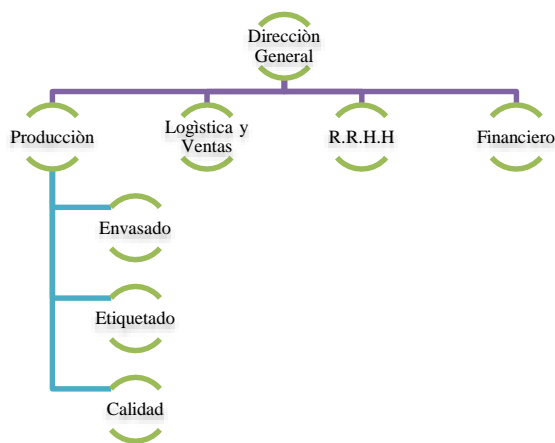 Direcciòn
General
Producciòn
Logìstica y
Ventas
R.R.H.H
Financiero
Envasado
Etiquetado
Calidad